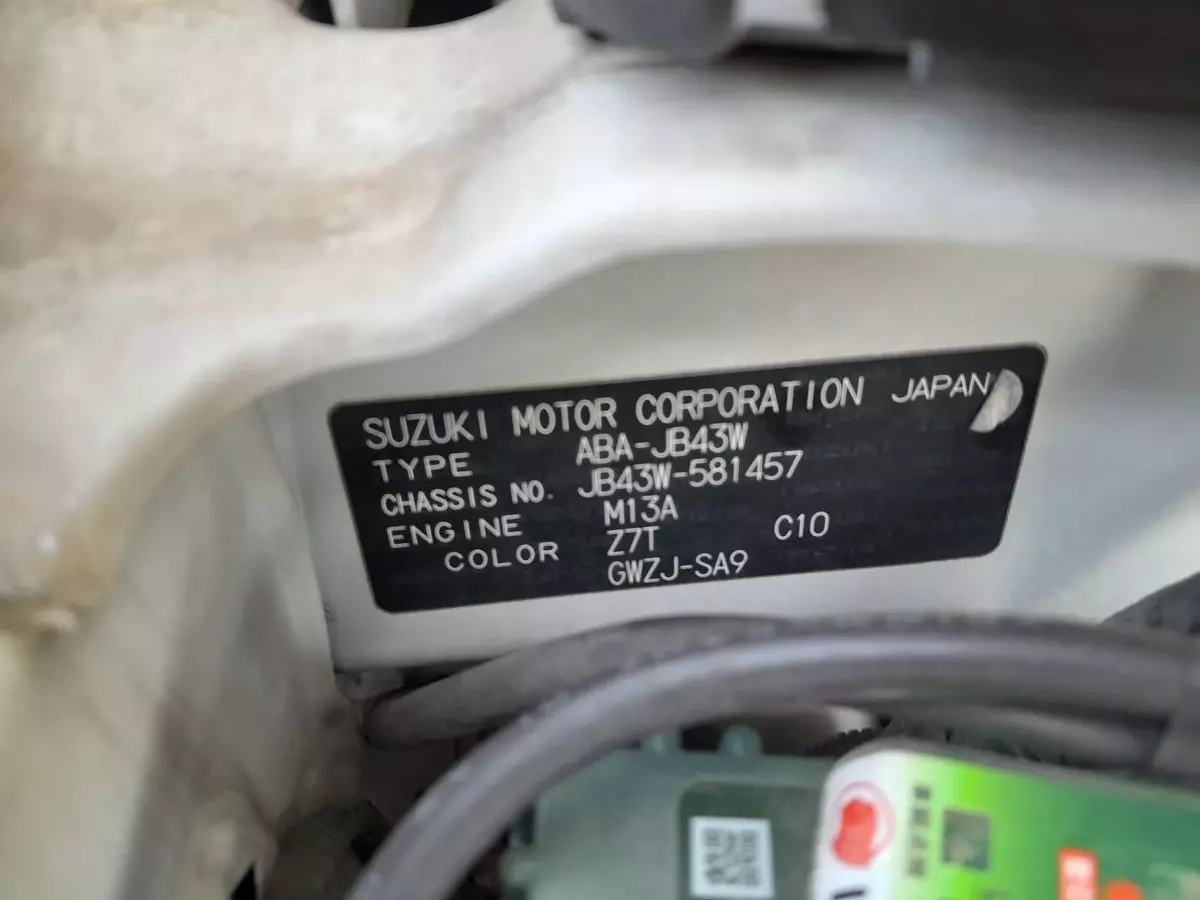 SUZUKI MOTOR CORPORATION JAPAN
TYPE ABA-JB43W
CHASSIS NO. JB43W-581457
ENGINE M13A
COLOR Z7T C10
GWZJ-SA9